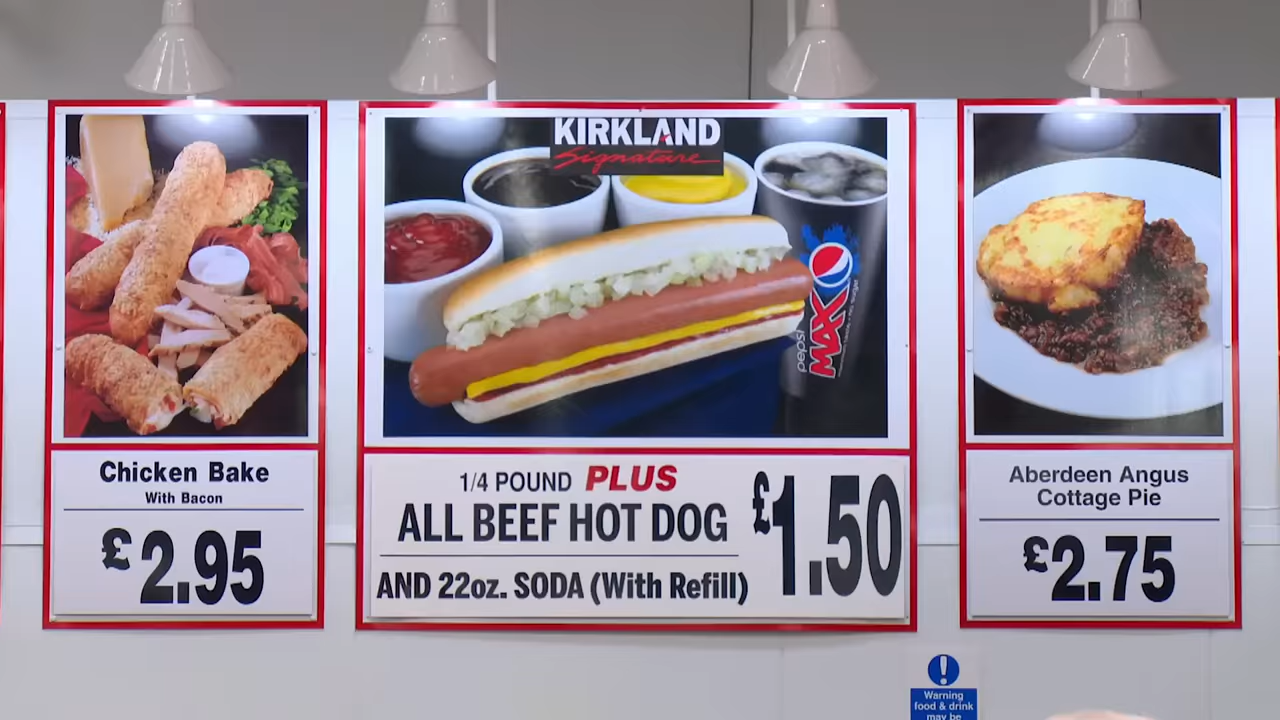 KIRKLAND
Signature
pepsi
MAX
Chicken Bake
With Bacon
£2.95
1/4 POUND PLUS
ALL BEEF HOT DOG
AND 22oz. SODA (With Refill)
£1.50
Aberdeen Angus
Cottage Pie
£2.75
Warning
food & drink
may be